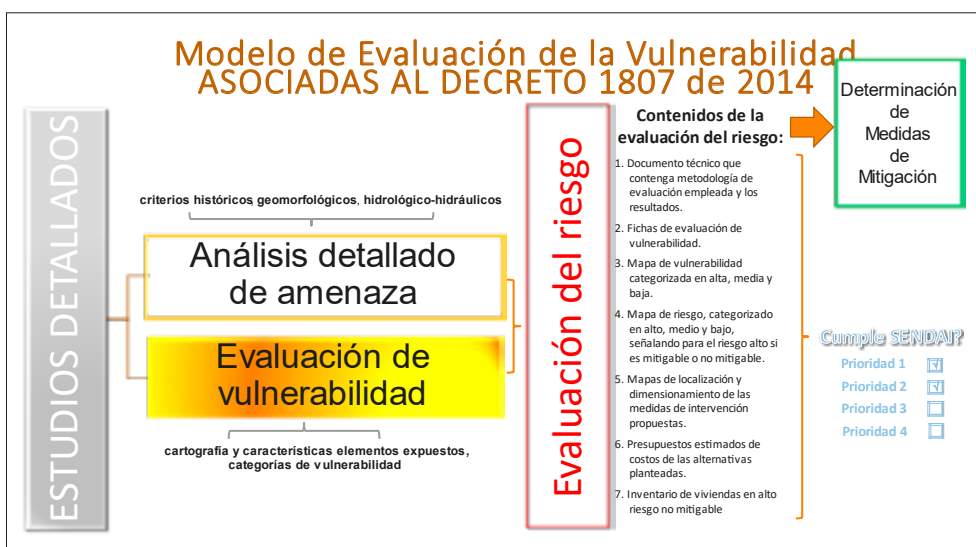 Modelo de Evaluación de la Vulnerabilidad
ASOCIADAS AL DECRETO 1807 de 2014
ESTUDIOS DETALLADOS
criterios históricos, geomorfológicos, hidrológico-hidráulicos
Análisis detallado
de amenaza
Evaluación de
vulnerabilidad
cartografía y características elementos expuestos,
categorías de vulnerabilidad
Evaluación del riesgo
Contenidos de la
evaluación del riesgo:
1. Documento técnico que
contenga metodología de
evaluación empleada y los
resultados.
2. Fichas de evaluación de
vulnerabilidad.
3. Mapa de vulnerabilidad
categorizada en alta, media y
baja.
4. Mapa de riesgo, categorizado
en alto, medio y bajo,
señalando para el riesgo alto si
es mitigable o no mitigable.
5. Mapas de localización y
dimensionamiento de las
medidas de intervención
propuestas.
6. Presupuestos estimados de
costos de las alternativas
planteadas.
7. Inventario de viviendas en alto
riesgo no mitigable
Determinación
de
Medidas
de
Mitigación
Cumple SENDAI?
Prioridad 1
Prioridad 2
Prioridad 3
Prioridad 4